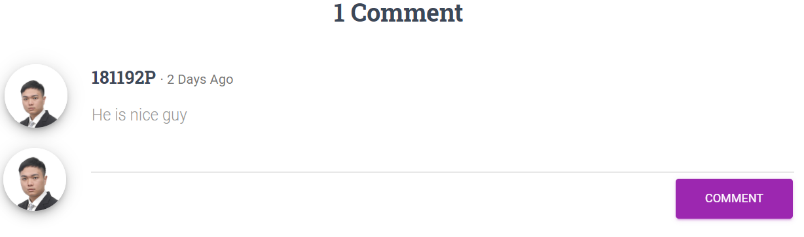 1 Comment
181192P · 2 Days Ago
He is nice guy
COMMENT